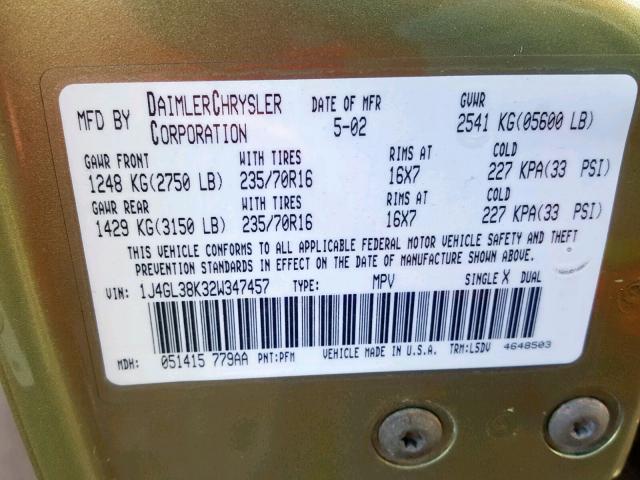 MFD BY DAIMLERCHRYSLER CORPORATION DATE OF MFR 5-02 GVWR 2541 KG(05600 LB)
GAWR FRONT WITH TIRES RIMS AT COLD
1248 KG(2750 LB) 235/70R16 16X7 227 KPA(33 PSI)
GAWR REAR WITH TIRES RIMS AT COLD
1429 KG(3150 LB) 235/70R16 16X7 227 KPA(33 PSI)
THIS VEHICLE CONFORMS TO ALL APPLICABLE FEDERAL MOTOR VEHICLE SAFETY AND THEFT
PREVENTION STANDARDS IN EFFECT ON THE DATE OF MANUFACTURE SHOWN ABOVE.
VIN: 1J4GL38K32W347457 TYPE: MPV SINGLE X DUAL
MDH: 051415 779AA PNT:PFM VEHICLE MADE IN U.S.A. TRM:L5DV 4648503